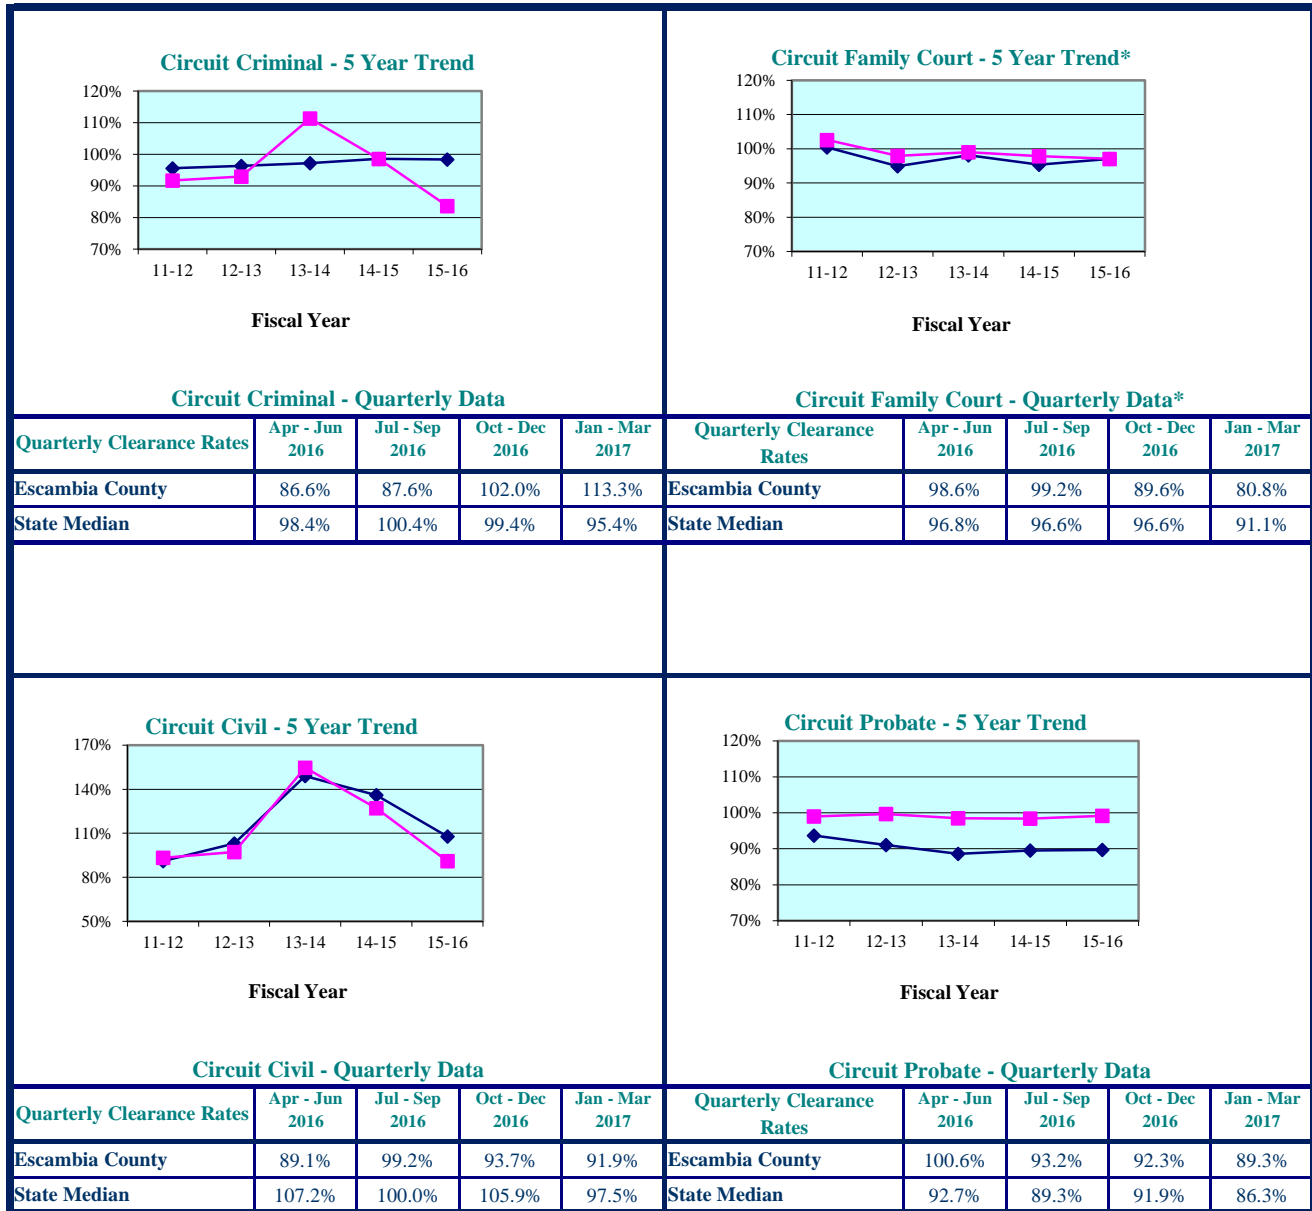 Circuit Criminal - 5 Year Trend
120%
110%
100%
90%
80%
70%
11-12 12-13 13-14 14-15 15-16
Fiscal Year
Circuit Criminal - Quarterly Data
Quarterly Clearance Rates Apr - Jun 2016 Jul - Sep 2016 Oct - Dec 2016 Jan - Mar 2017
Escambia County 86.6% 87.6% 102.0% 113.3%
State Median 98.4% 100.4% 99.4% 95.4%
Circuit Family Court - 5 Year Trend*
120%
110%
100%
90%
80%
70%
11-12 12-13 13-14 14-15 15-16
Fiscal Year
Circuit Family Court - Quarterly Data*
Quarterly Clearance Rates Apr - Jun 2016 Jul - Sep 2016 Oct - Dec 2016 Jan - Mar 2017
Escambia County 98.6% 99.2% 89.6% 80.8%
State Median 96.8% 96.6% 96.6% 91.1%
Circuit Civil - 5 Year Trend
170%
140%
110%
80%
50%
11-12 12-13 13-14 14-15 15-16
Fiscal Year
Circuit Civil - Quarterly Data
Quarterly Clearance Rates Apr - Jun 2016 Jul - Sep 2016 Oct - Dec 2016 Jan - Mar 2017
Escambia County 89.1% 99.2% 93.7% 91.9%
State Median 107.2% 100.0% 105.9% 97.5%
Circuit Probate - 5 Year Trend
120%
110%
100%
90%
80%
70%
11-12 12-13 13-14 14-15 15-16
Fiscal Year
Circuit Probate - Quarterly Data
Quarterly Clearance Rates Apr - Jun 2016 Jul - Sep 2016 Oct - Dec 2016 Jan - Mar 2017
Escambia County 100.6% 93.2% 92.3% 89.3%
State Median 92.7% 89.3% 91.9% 86.3%